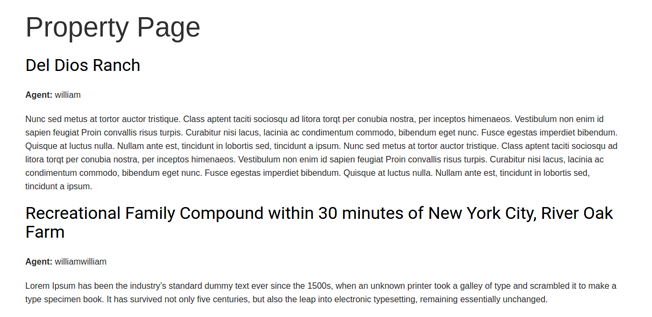 Property Page
Del Dios Ranch
Agent: william
Nunc sed metus at tortor auctor tristique. Class aptent taciti sociosqu ad litora torqt per conubia nostra, per inceptos himenaeos. Vestibulum non enim id
sapien feugiat Proin convallis risus turpis. Curabitur nisi lacus, lacinia ac condimentum commodo, bibendum eget nunc. Fusce egestas imperdiet bibendum.
Quisque at luctus nulla. Nullam ante est, tincidunt in lobortis sed, tincidunt a ipsum. Nunc sed metus at tortor auctor tristique. Class aptent taciti sociosqu ad
litora torqt per conubia nostra, per inceptos himenaeos. Vestibulum non enim id sapien feugiat Proin convallis risus turpis. Curabitur nisi lacus, lacinia ac
condimentum commodo, bibendum eget nunc. Fusce egestas imperdiet bibendum. Quisque at luctus nulla. Nullam ante est, tincidunt in lobortis sed,
tincidunt a ipsum.
Recreational Family Compound within 30 minutes of New York City, River Oak
Farm
Agent: williamwilliam
Lorem Ipsum has been the industry's standard dummy text ever since the 1500s, when an unknown printer took a galley of type and scrambled it to make a
type specimen book. It has survived not only five centuries, but also the leap into electronic typesetting, remaining essentially unchanged.